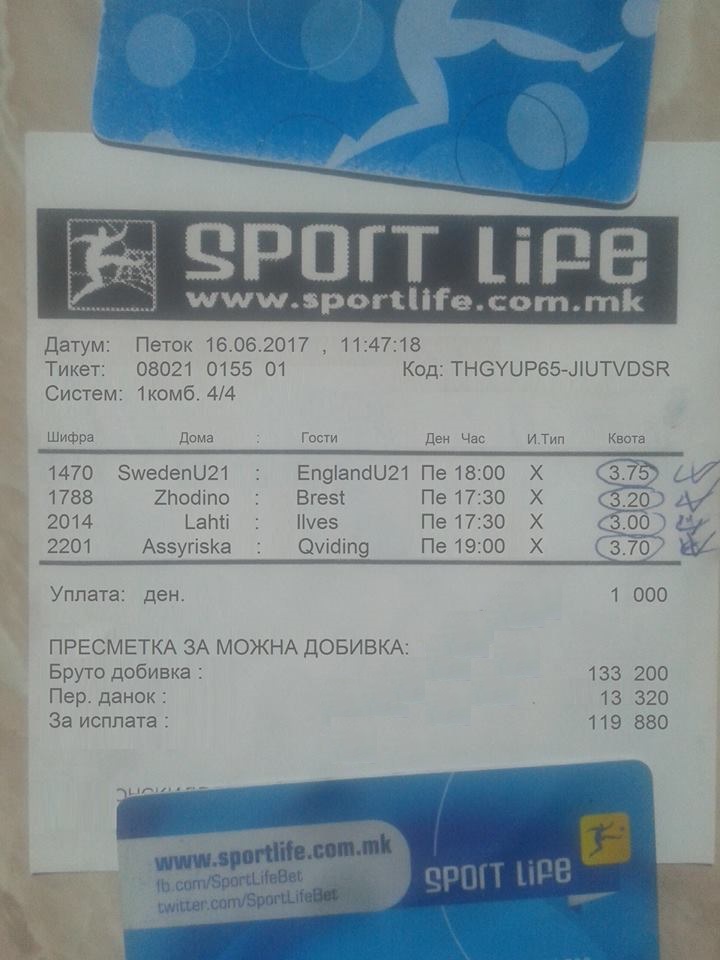 SPORT LIFE
www.sportlife.com.mk
Датум: Петок 16.06.2017 , 11:47:18
Тикет: 08021 0155 01 Код: THGYUP65-JIUTVDSR
Систем: 1комб. 4/4
Шифра Дома : Гости Ден Час И.Тип Квота
1470 SwedenU21 : EnglandU21 Пе 18:00 X 3.75
1788 Zhodino : Brest Пе 17:30 X 3.20
2014 Lahti : Ilves Пе 17:30 X 3.00
2201 Assyriska : Qviding Пе 19:00 X 3.70
Уплата: ден. 1 000
ПРЕСМЕТКА ЗА МОЖНА ДОБИВКА:
Бруто добивка : 133 200
Пер. данок : 13 320
За исплата : 119 880
www.sportlife.com.mk
fb.com/SportLifeBet
twitter.com/SportLifeBet
SPORT LIFE